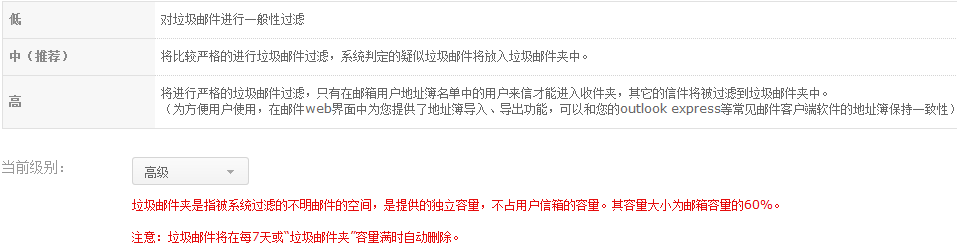 低 对垃圾邮件进行一般性过滤
中（推荐） 将比较严格的进行垃圾邮件过滤，系统判定的疑似垃圾邮件将放入垃圾邮件夹中。
高 将进行严格的垃圾邮件过滤，只有在邮箱用户地址簿名单中的用户来信才能进入收件夹，其它的信件将被过滤到垃圾邮件夹中。
（为方便用户使用，在邮件web界面中为您提供了地址簿导入、导出功能，可以和您的outlook express等常见邮件客户端软件的地址簿保持一致性）
当前级别： 高级
垃圾邮件夹是指被系统过滤的不明邮件的空间，是提供的独立容量，不占用户信箱的容量。其容量大小为邮箱容量的60%。
注意：垃圾邮件将在每7天或“垃圾邮件夹”容量满时自动删除。